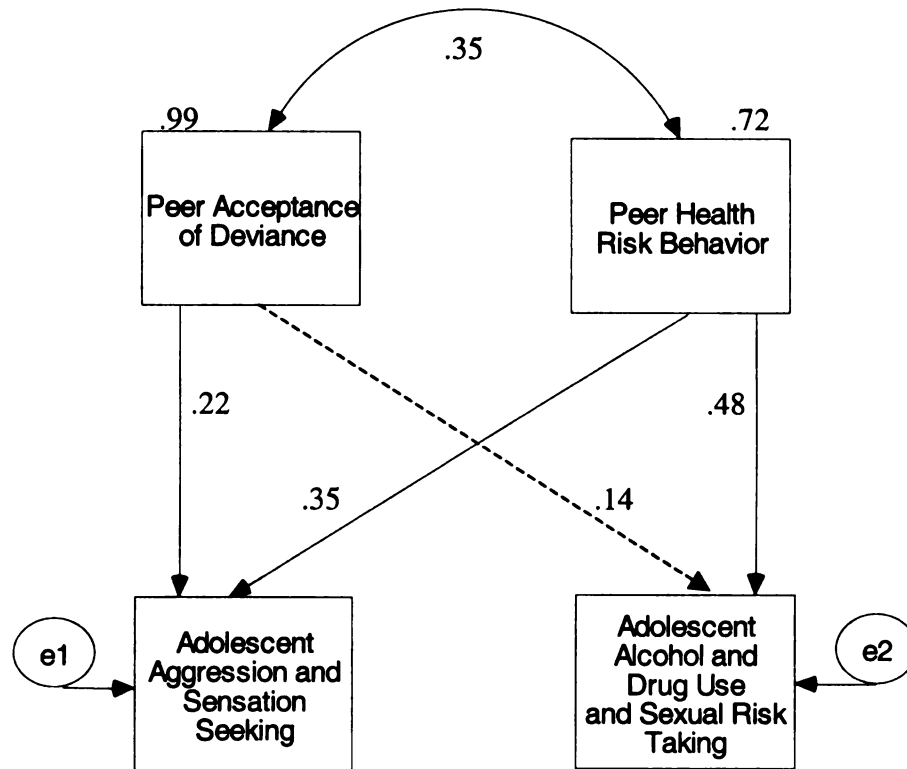 .35
.99
.72
Peer Acceptance
of Deviance
Peer Health
Risk Behavior
.22
.48
.35
.14
e1
Adolescent
Aggression and
Sensation
Seeking
Adolescent
Alcohol and
Drug Use
and Sexual Risk
Taking
e2